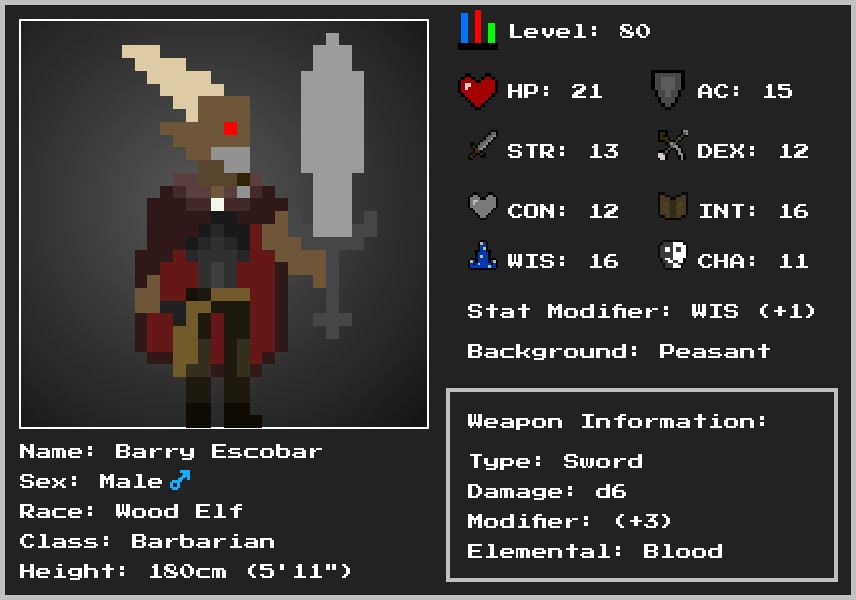 Level: 80
HP: 21 AC: 15
STR: 13 DEX: 12
CON: 12 INT: 16
WIS: 16 CHA: 11
Stat Modifier: WIS (+1)
Background: Peasant
Weapon Information:
Type: Sword
Damage: d6
Modifier: (+3)
Elemental: Blood
Name: Barry Escobar
Sex: Male ♂
Race: Wood Elf
Class: Barbarian
Height: 180cm (5'11")